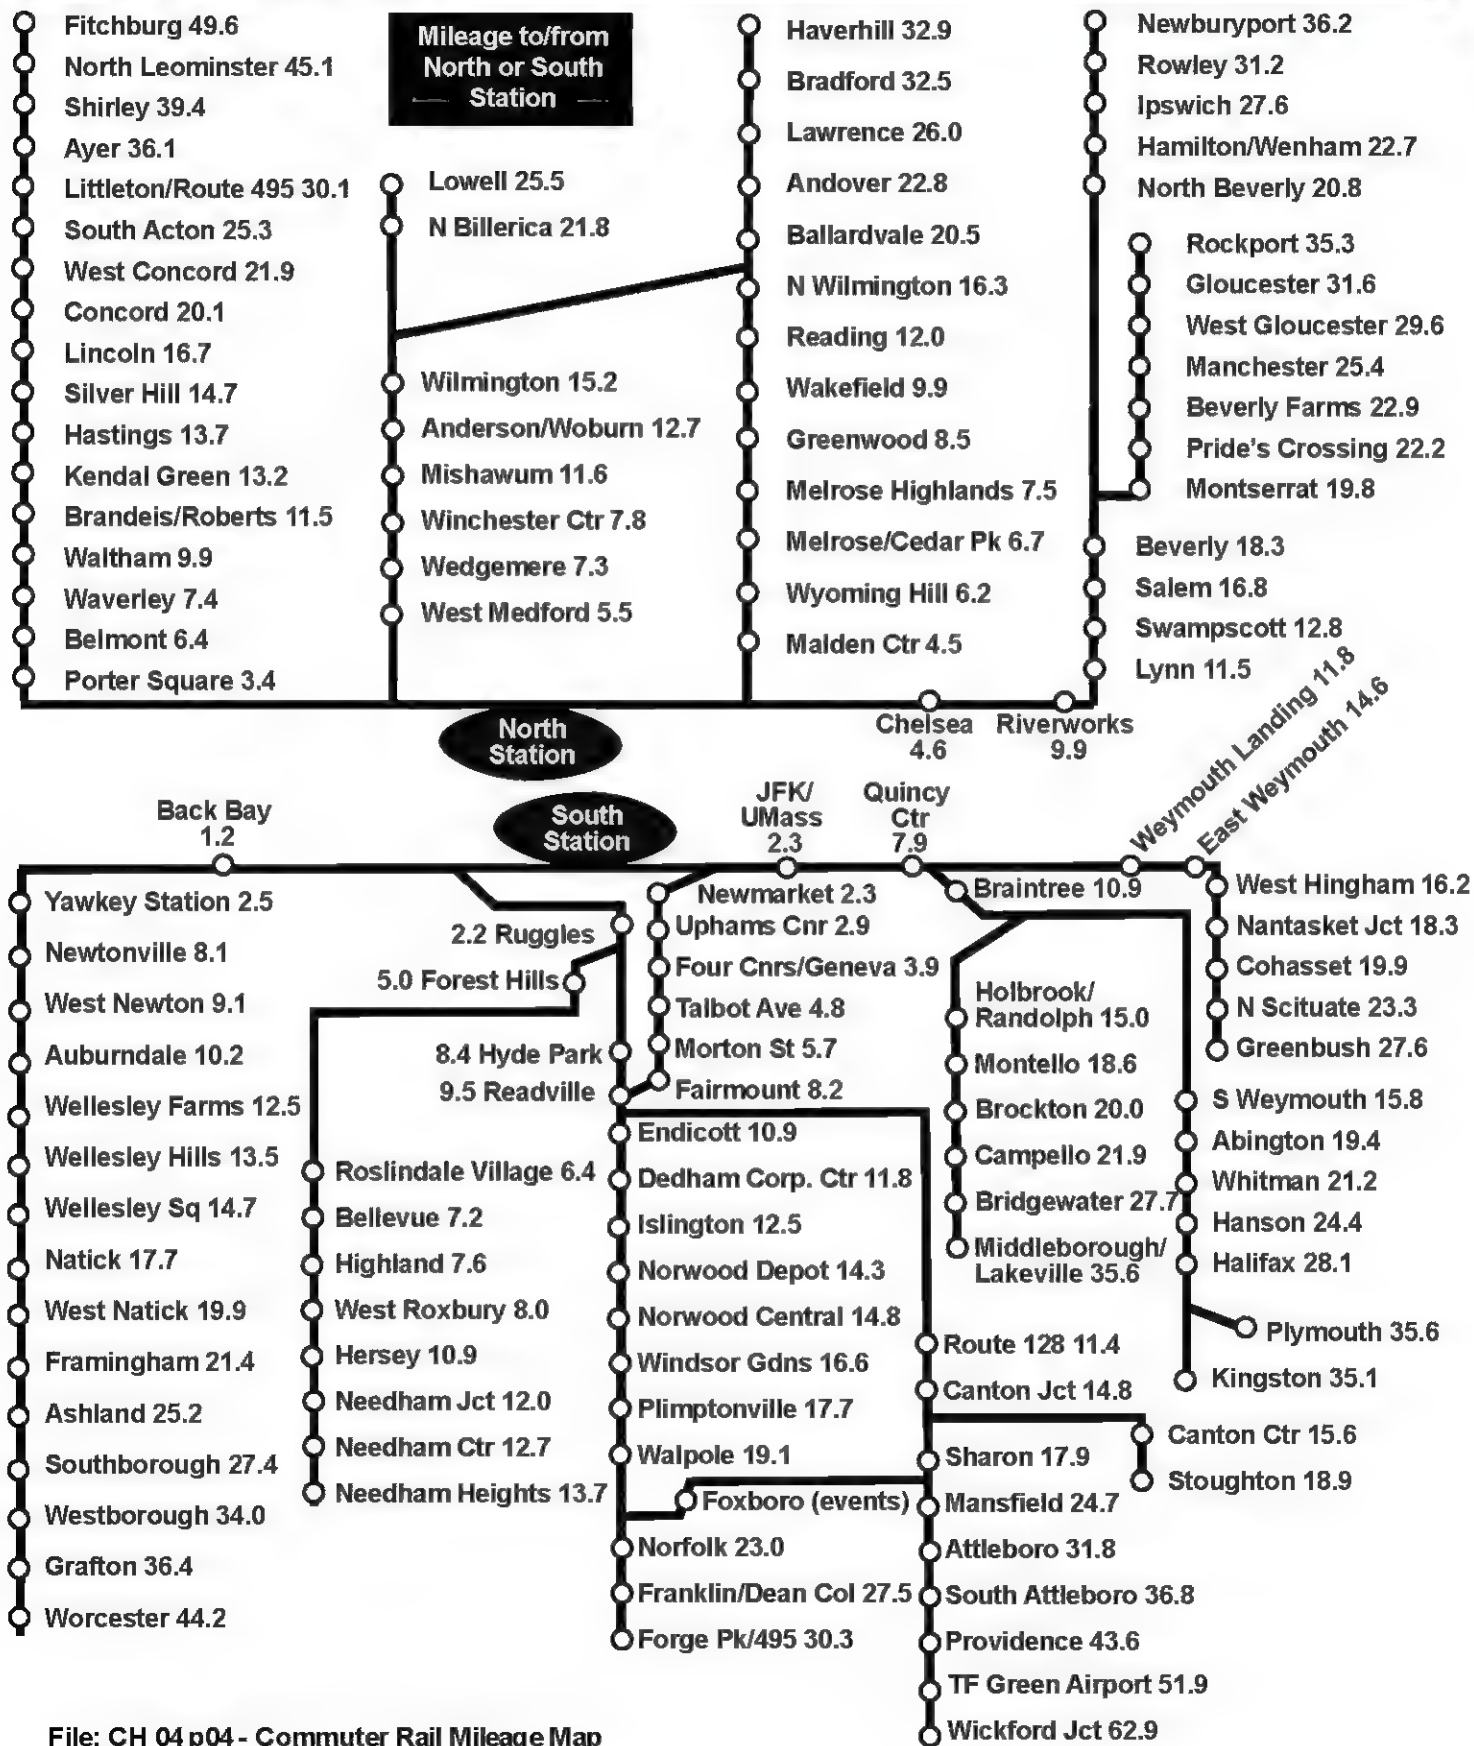 Fitchburg 49.6
North Leominster 45.1
Shirley 39.4
Ayer 36.1
Littleton/Route 495 30.1
South Acton 25.3
West Concord 21.9
Concord 20.1
Lincoln 16.7
Silver Hill 14.7
Hastings 13.7
Kendal Green 13.2
Brandeis/Roberts 11.5
Waltham 9.9
Waverley 7.4
Belmont 6.4
Porter Square 3.4
Mileage to/from
North or South
Station
Lowell 25.5
N Billerica 21.8
Wilmington 15.2
Anderson/Woburn 12.7
Mishawum 11.6
Winchester Ctr 7.8
Wedgemere 7.3
West Medford 5.5
Haverhill 32.9
Bradford 32.5
Lawrence 26.0
Andover 22.8
Ballardvale 20.5
N Wilmington 16.3
Reading 12.0
Wakefield 9.9
Greenwood 8.5
Melrose Highlands 7.5
Melrose/Cedar Pk 6.7
Wyoming Hill 6.2
Malden Ctr 4.5
Newburyport 36.2
Rowley 31.2
Ipswich 27.6
Hamilton/Wenham 22.7
North Beverly 20.8
Rockport 35.3
Gloucester 31.6
West Gloucester 29.6
Manchester 25.4
Beverly Farms 22.9
Pride's Crossing 22.2
Montserrat 19.8
Beverly 18.3
Salem 16.8
Swampscott 12.8
Lynn 11.5
North
Station
Chelsea
4.6
Riverworks
9.9
Back Bay
1.2
South
Station
JFK/
UMass
2.3
Quincy
Ctr
7.9
Weymouth Landing 11.8
East Weymouth 14.6
Yawkey Station 2.5
Newtonville 8.1
West Newton 9.1
Auburndale 10.2
Wellesley Farms 12.5
Wellesley Hills 13.5
Wellesley Sq 14.7
Natick 17.7
West Natick 19.9
Framingham 21.4
Ashland 25.2
Southborough 27.4
Westborough 34.0
Grafton 36.4
Worcester 44.2
2.2 Ruggles
5.0 Forest Hills
8.4 Hyde Park
9.5 Readville
Roslindale Village 6.4
Bellevue 7.2
Highland 7.6
West Roxbury 8.0
Hersey 10.9
Needham Jct 12.0
Needham Ctr 12.7
Needham Heights 13.7
Newmarket 2.3
Uphams Cnr 2.9
Four Cnrs/Geneva 3.9
Talbot Ave 4.8
Morton St 5.7
Fairmount 8.2
Endicott 10.9
Dedham Corp. Ctr 11.8
Islington 12.5
Norwood Depot 14.3
Norwood Central 14.8
Windsor Gdns 16.6
Plimptonville 17.7
Walpole 19.1
Foxboro (events)
Norfolk 23.0
Franklin/Dean Col 27.5
Forge Pk/495 30.3
Braintree 10.9
Holbrook/
Randolph 15.0
Montello 18.6
Brockton 20.0
Campello 21.9
Bridgewater 27.7
Middleborough/
Lakeville 35.6
Route 128 11.4
Canton Jct 14.8
Sharon 17.9
Mansfield 24.7
Attleboro 31.8
South Attleboro 36.8
Providence 43.6
TF Green Airport 51.9
Wickford Jct 62.9
Canton Ctr 15.6
Stoughton 18.9
West Hingham 16.2
Nantasket Jct 18.3
Cohasset 19.9
N Scituate 23.3
Greenbush 27.6
S Weymouth 15.8
Abington 19.4
Whitman 21.2
Hanson 24.4
Halifax 28.1
Plymouth 35.6
Kingston 35.1
File: CH 04 p04 - Commuter Rail Mileage Map